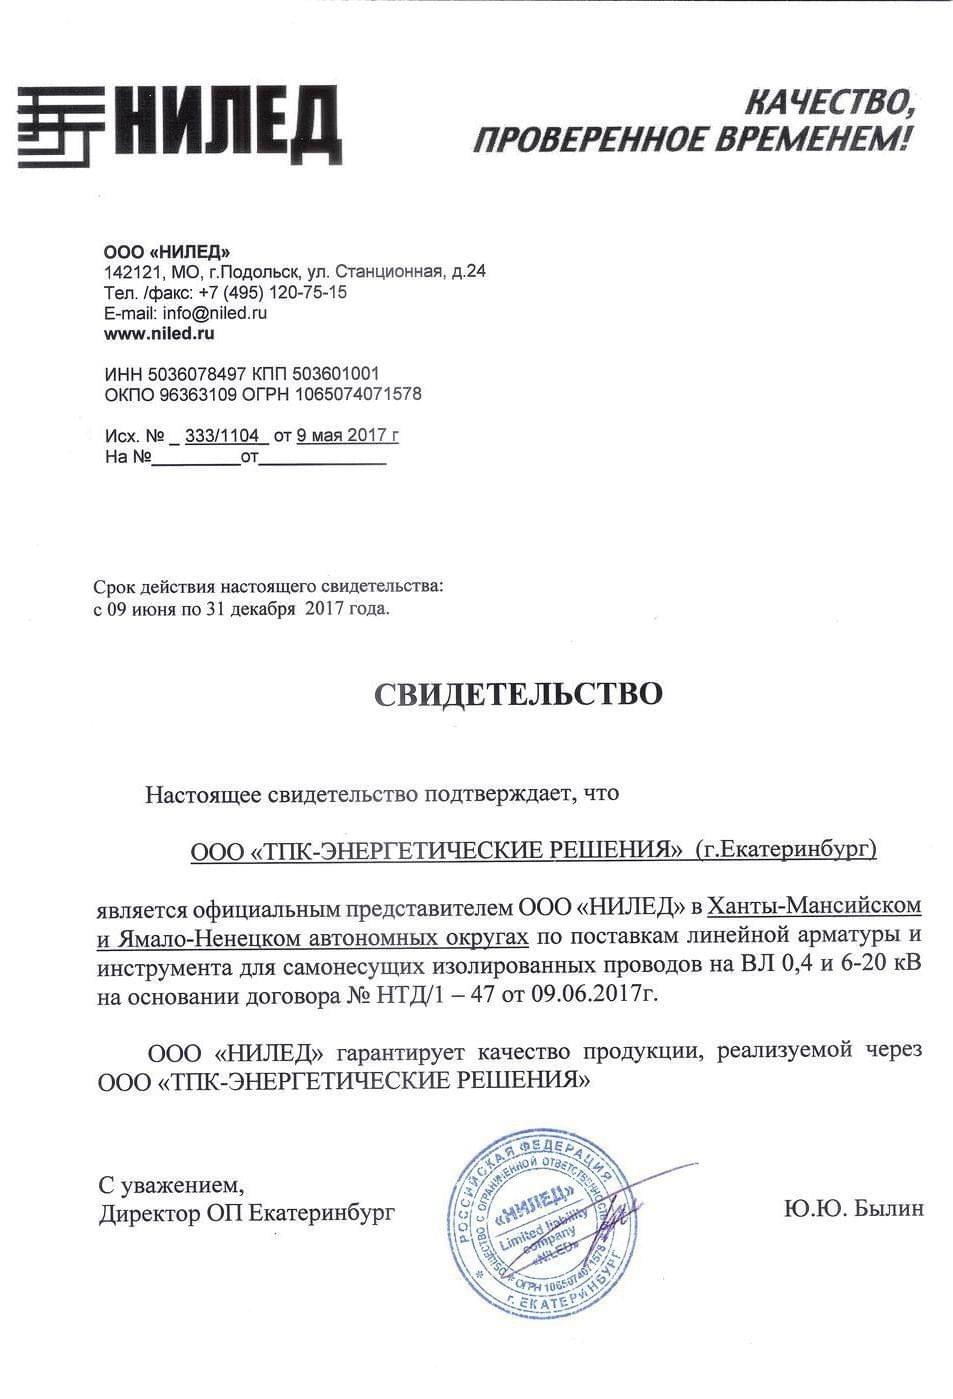 НИЛЕД
КАЧЕСТВО,
ПРОВЕРЕННОЕ ВРЕМЕНЕМ!
ООО «НИЛЕД»
142121, МО, г.Подольск, ул. Станционная, д.24
Тел. /факс: +7 (495) 120-75-15
E-mail: info@niled.ru
www.niled.ru
ИНН 5036078497 КПП 503601001
ОКПО 96363109 ОГРН 1065074071578
Исх. № _ 333/1104_ от 9 мая 2017 г
На №_________от_____________
Срок действия настоящего свидетельства:
с 09 июня по 31 декабря 2017 года.
СВИДЕТЕЛЬСТВО
Настоящее свидетельство подтверждает, что
ООО «ТПК-ЭНЕРГЕТИЧЕСКИЕ РЕШЕНИЯ» (г.Екатеринбург)
является официальным представителем ООО «НИЛЕД» в Ханты-Мансийском
и Ямало-Ненецком автономных округах по поставкам линейной арматуры и
инструмента для самонесущих изолированных проводов на ВЛ 0,4 и 6-20 кВ
на основании договора № НТД/1 – 47 от 09.06.2017г.
ООО «НИЛЕД» гарантирует качество продукции, реализуемой через
ООО «ТПК-ЭНЕРГЕТИЧЕСКИЕ РЕШЕНИЯ»
С уважением,
Директор ОП Екатеринбург
Ю.Ю. Былин
РОССИЙСКАЯ ФЕДЕРАЦИЯ
г. ЕКАТЕРИНБУРГ
ОБЩЕСТВО С ОГРАНИЧЕННОЙ ОТВЕТСТВЕННОСТЬЮ
ОГРН 1065074071578
«НИЛЕД»
Limited liability
company
«NILED»